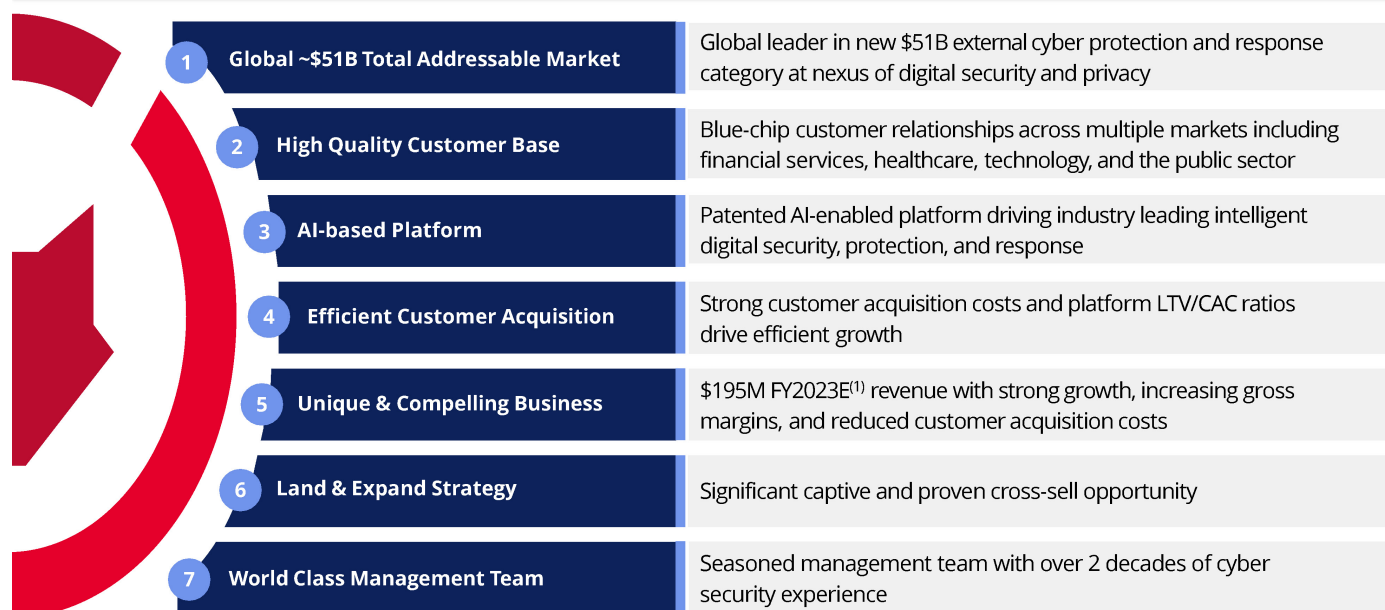 1
Global ~$51B Total Addressable Market
Global leader in new $51B external cyber protection and response
category at nexus of digital security and privacy
2
High Quality Customer Base
Blue-chip customer relationships across multiple markets including
financial services, healthcare, technology, and the public sector
3
AI-based Platform
Patented AI-enabled platform driving industry leading intelligent
digital security, protection, and response
4
Efficient Customer Acquisition
Strong customer acquisition costs and platform LTV/CAC ratios
drive efficient growth
5
Unique & Compelling Business
$195M FY2023E(1) revenue with strong growth, increasing gross
margins, and reduced customer acquisition costs
6
Land & Expand Strategy
Significant captive and proven cross-sell opportunity
7
World Class Management Team
Seasoned management team with over 2 decades of cyber
security experience